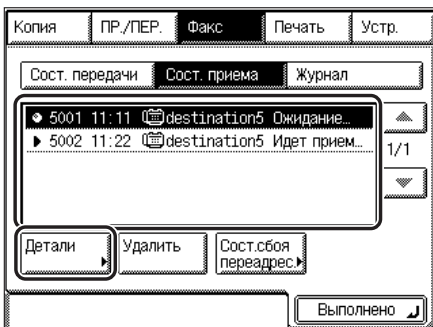 Копия ПР./ПЕР. Факс Печать Устр.
Сост. передачи Сост. приема Журнал
5001 11:11 destination5 Ожидание...
5002 11:22 destination5 Идет прием...
1/1
Детали Удалить Сост.сбоя
переадрес.
Выполнено